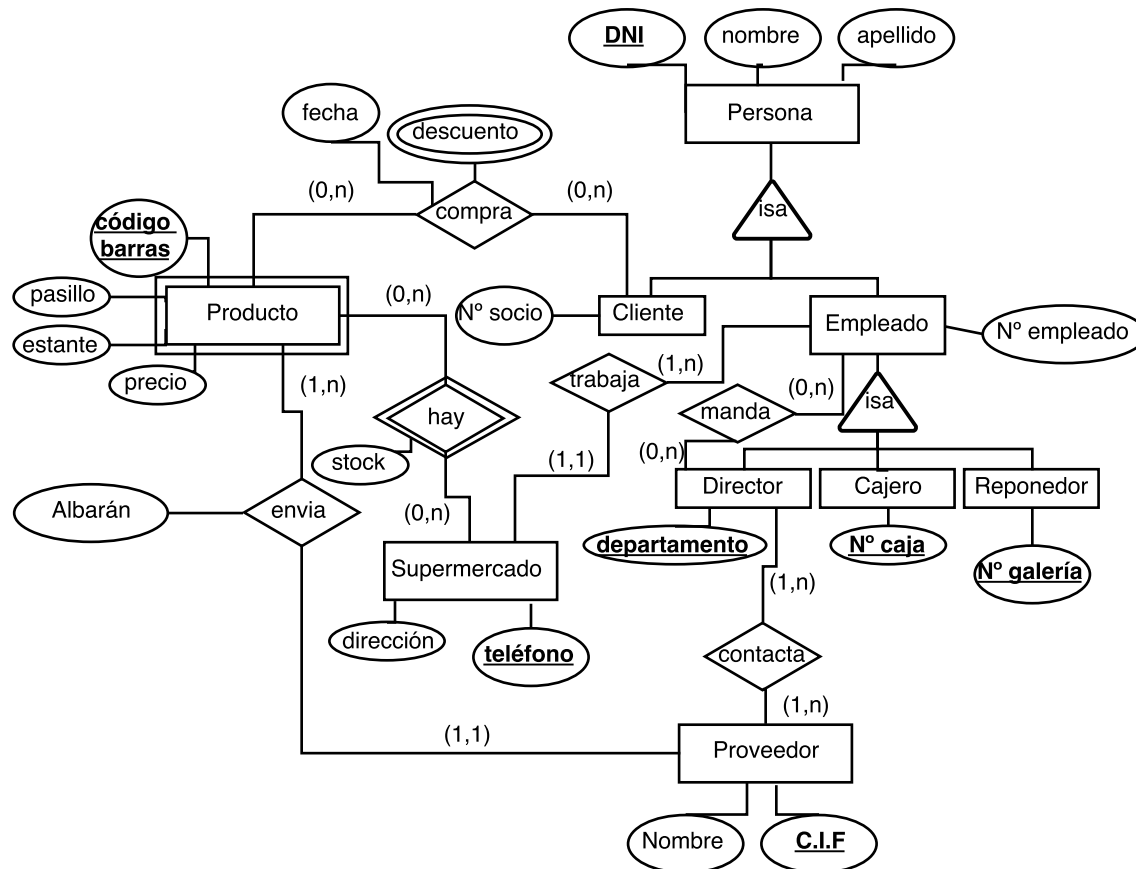 DNI
nombre
apellido
Persona
fecha
descuento
(0,n)
(0,n)
compra
isa
código
barras
pasillo
Producto
(0,n)
Nº socio
Cliente
Empleado
Nº empleado
estante
precio
(1,n)
(1,n)
trabaja
(0,n)
isa
manda
hay
stock
(1,1)
(0,n)
Director
Cajero
Reponedor
Albarán
envia
(0,n)
departamento
Nº caja
Nº galería
Supermercado
(1,n)
dirección
teléfono
contacta
(1,n)
(1,1)
Proveedor
Nombre
C.I.F